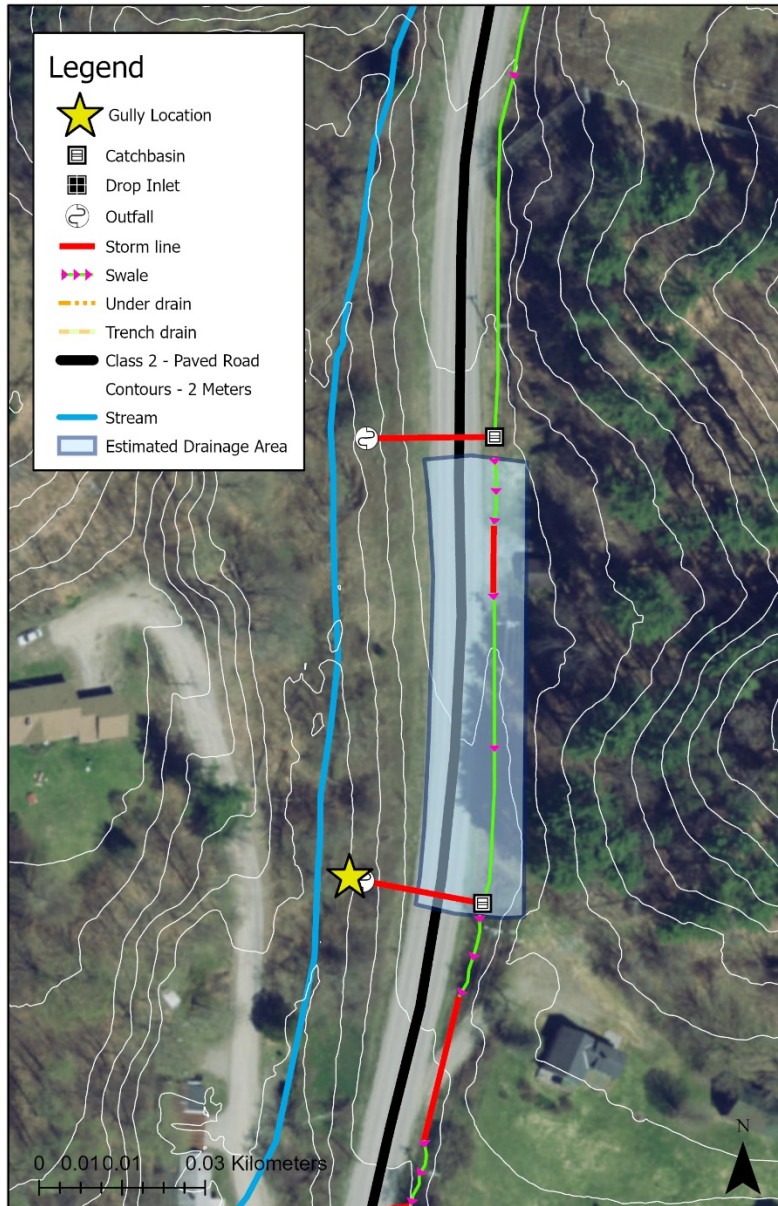 Legend
Gully Location
Catchbasin
Drop Inlet
Outfall
Storm line
Swale
Under drain
Trench drain
Class 2 - Paved Road
Contours - 2 Meters
Stream
Estimated Drainage Area
N
0 0.010.01 0.03 Kilometers